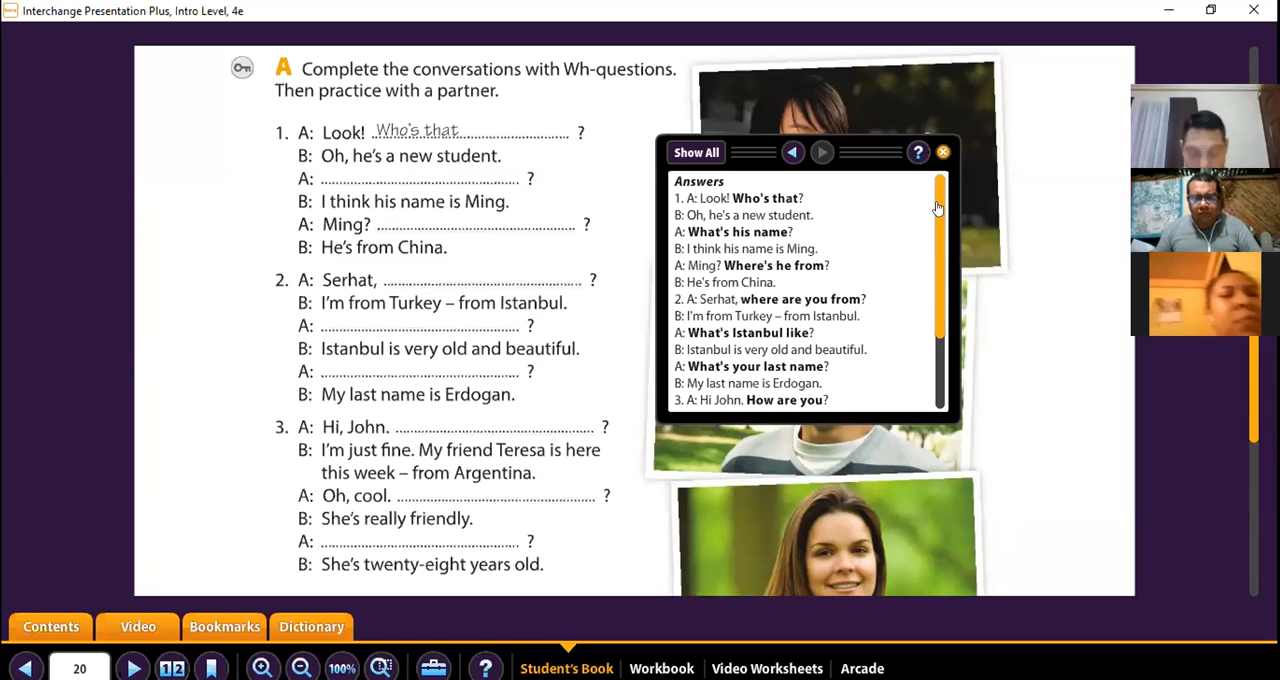 Interchange Presentation Plus, Intro Level, 4e
A Complete the conversations with Wh-questions.
Then practice with a partner.
1. A: Look! Who's that ?
B: Oh, he's a new student.
A: ?
B: I think his name is Ming.
A: Ming? ?
B: He's from China.
2. A: Serhat, ?
B: I'm from Turkey – from Istanbul.
A: ?
B: Istanbul is very old and beautiful.
A: ?
B: My last name is Erdogan.
3. A: Hi, John. ?
B: I'm just fine. My friend Teresa is here
this week – from Argentina.
A: Oh, cool. ?
B: She's really friendly.
A: ?
B: She's twenty-eight years old.
Show All
?
Answers
1. A: Look! Who's that?
B: Oh, he's a new student.
A: What's his name?
B: I think his name is Ming.
A: Ming? Where's he from?
B: He's from China.
2. A: Serhat, where are you from?
B: I'm from Turkey – from Istanbul.
A: What's Istanbul like?
B: Istanbul is very old and beautiful.
A: What's your last name?
B: My last name is Erdogan.
3. A: Hi John. How are you?
Contents Video Bookmarks Dictionary
20 12 100% ? Student's Book Workbook Video Worksheets Arcade